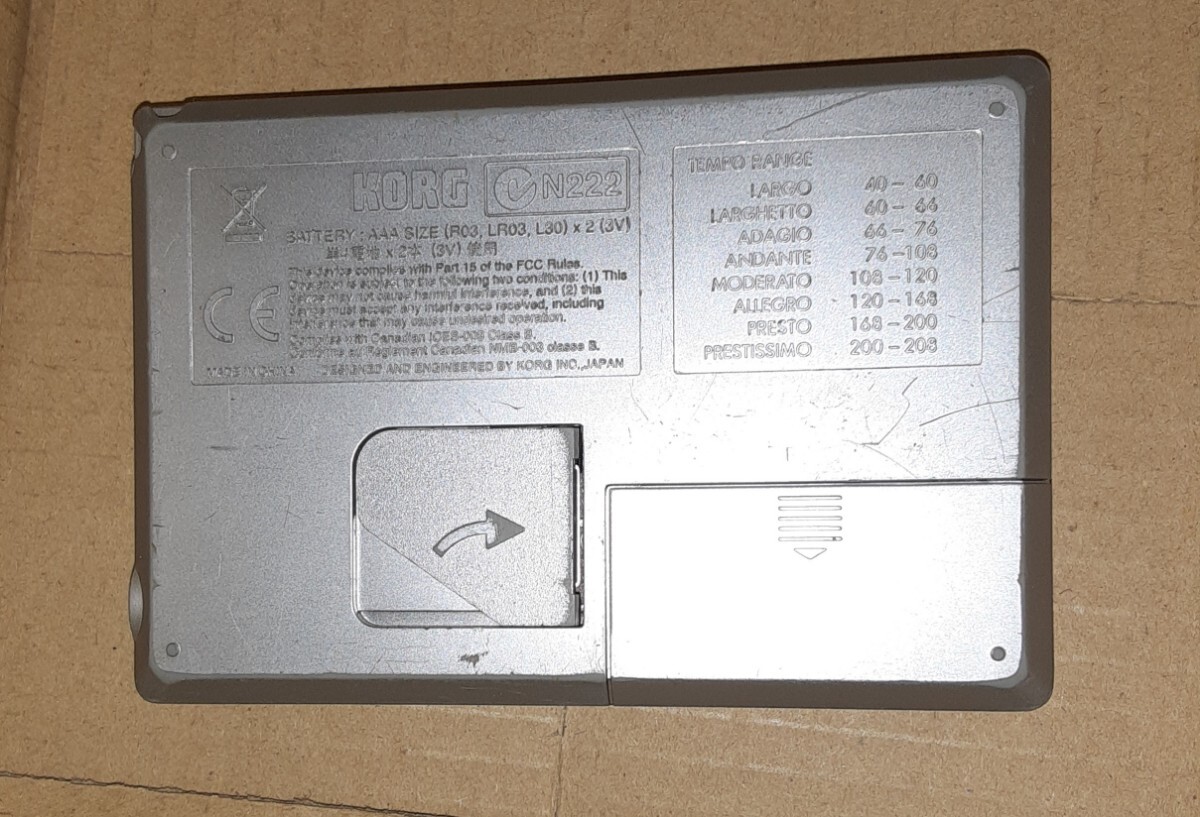 KORG N222
BATTERY : AAA SIZE (R03, LR03, L30) x 2 (3V)
x 2本 (3V) 使用
This device complies with Part 15 of the FCC Rules.
Operation is subject to the following two conditions: (1) This
device may not cause harmful interference, and (2) this
device must accept any interference received, including
interference that may cause undesired operation.
Complies with Canadian ICES-003 Class B.
Conforme au Reglement Canadian NMB-003 classe B.
CE
MADE IN CHINA DESIGNED AND ENGINEERED BY KORG INC.,JAPAN
TEMPO RANGE
LARGO 40 – 60
LARGHETTO 60 – 66
ADAGIO 66 – 76
ANDANTE 76 – 108
MODERATO 108 – 120
ALLEGRO 120 – 168
PRESTO 168 – 200
PRESTISSIMO 200 – 208